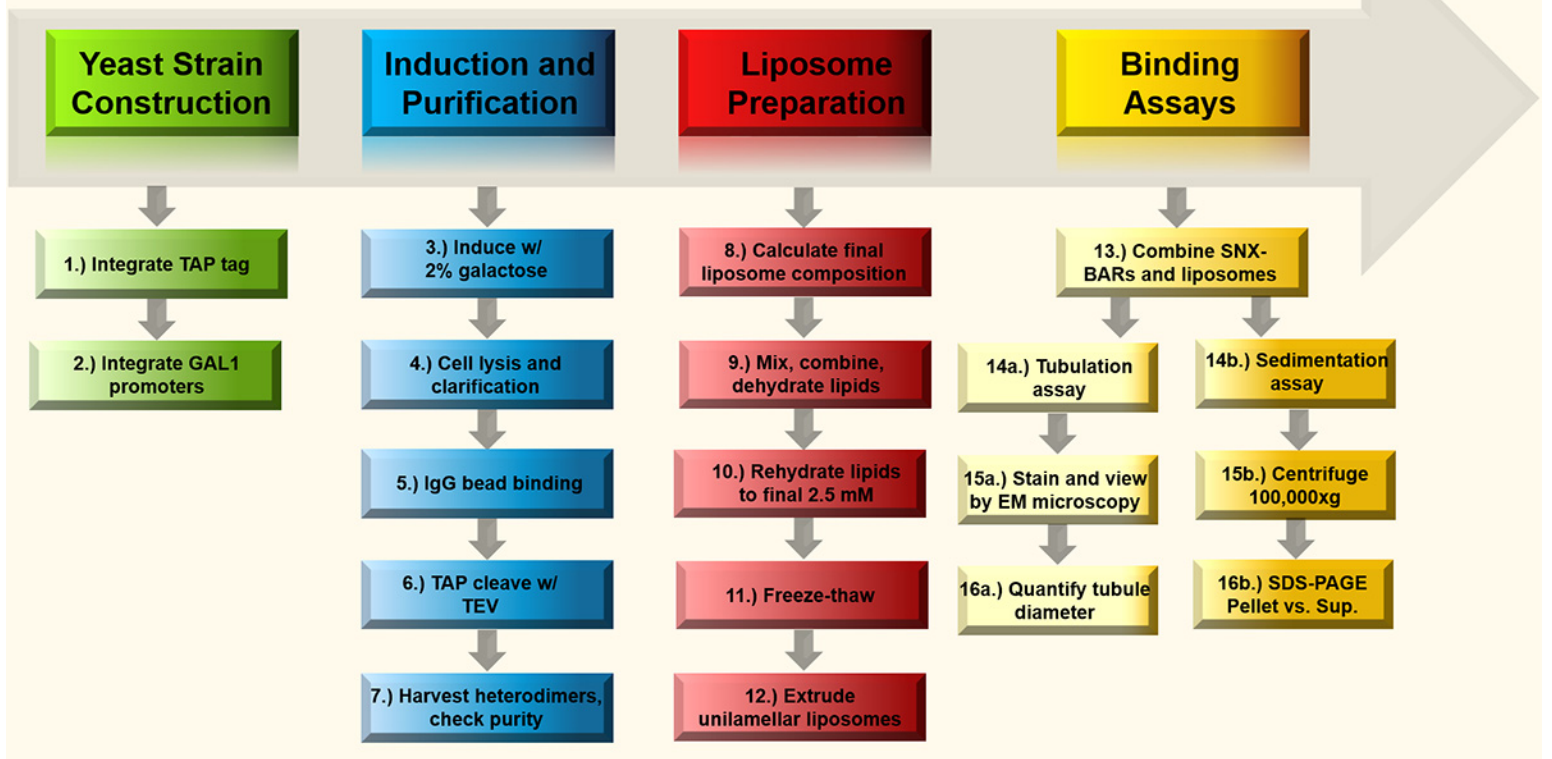 Yeast Strain
Construction
Induction and
Purification
Liposome
Preparation
Binding
Assays
1.) Integrate TAP tag
2.) Integrate GAL1
promoters
3.) Induce w/
2% galactose
4.) Cell lysis and
clarification
5.) IgG bead binding
6.) TAP cleave w/
TEV
7.) Harvest heterodimers,
check purity
8.) Calculate final
liposome composition
9.) Mix, combine,
dehydrate lipids
10.) Rehydrate lipids
to final 2.5 mM
11.) Freeze-thaw
12.) Extrude
unilamellar liposomes
13.) Combine SNX-
BARs and liposomes
14a.) Tubulation
assay
15a.) Stain and view
by EM microscopy
16a.) Quantify tubule
diameter
14b.) Sedimentation
assay
15b.) Centrifuge
100,000xg
16b.) SDS-PAGE
Pellet vs. Sup.